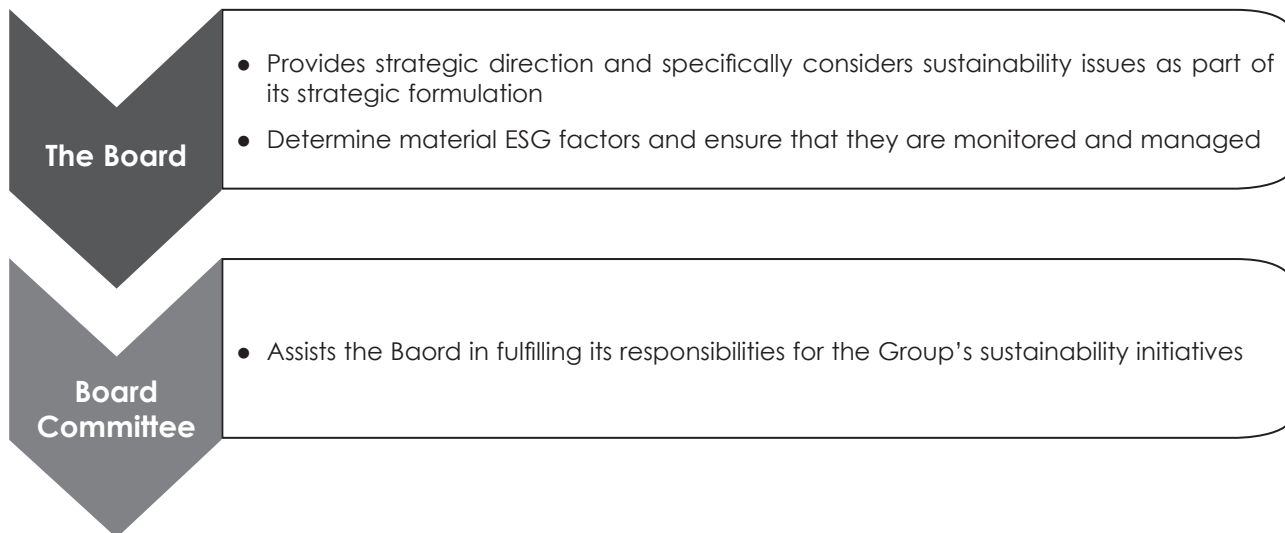 The Board
● Provides strategic direction and specifically considers sustainability issues as part of
its strategic formulation
● Determine material ESG factors and ensure that they are monitored and managed
Board
Committee
● Assists the Baord in fulfilling its responsibilities for the Group’s sustainability initiatives